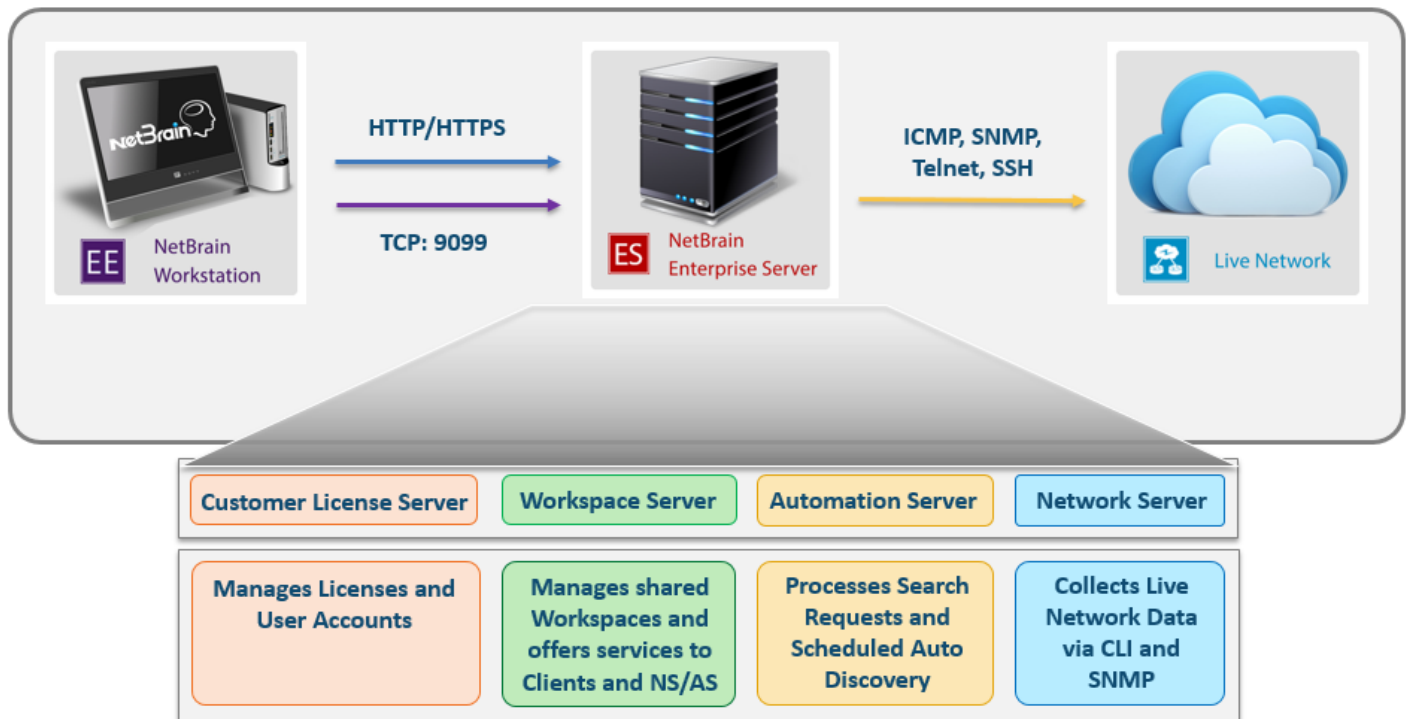 NetBrain
HTTP/HTTPS
TCP: 9099
EE
NetBrain
Workstation
ES
NetBrain
Enterprise Server
ICMP, SNMP,
Telnet, SSH
Live Network
Customer License Server
Workspace Server
Automation Server
Network Server
Manages Licenses and
User Accounts
Manages shared
Workspaces and
offers services to
Clients and NS/AS
Processes Search
Requests and
Scheduled Auto
Discovery
Collects Live
Network Data
via CLI and
SNMP